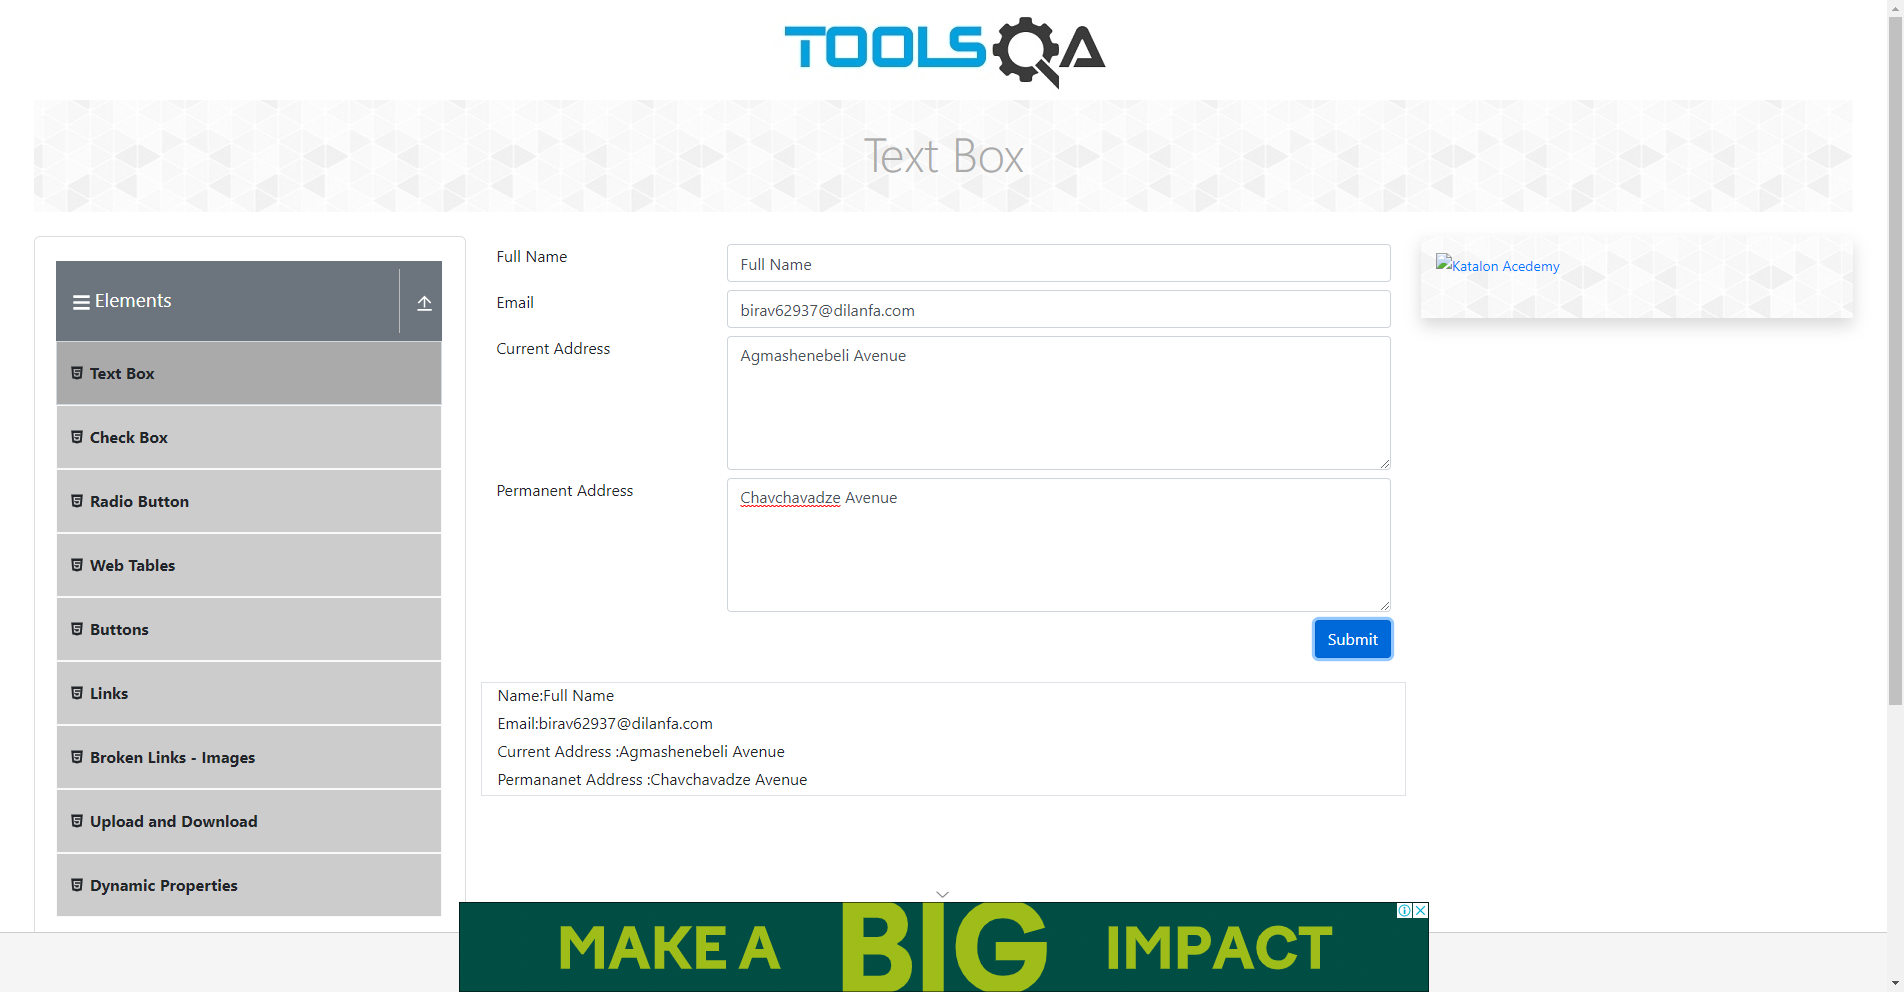 TOOLSQA
Text Box
Elements
Text Box
Check Box
Radio Button
Web Tables
Buttons
Links
Broken Links - Images
Upload and Download
Dynamic Properties
Full Name
Full Name
Email
birav62937@dilanfa.com
Current Address
Agmashenebeli Avenue
Permanent Address
Chavchavadze Avenue
Submit
Name:Full Name
Email:birav62937@dilanfa.com
Current Address :Agmashenebeli Avenue
Permananet Address :Chavchavadze Avenue
Katalon Acedemy
MAKE A BIG IMPACT